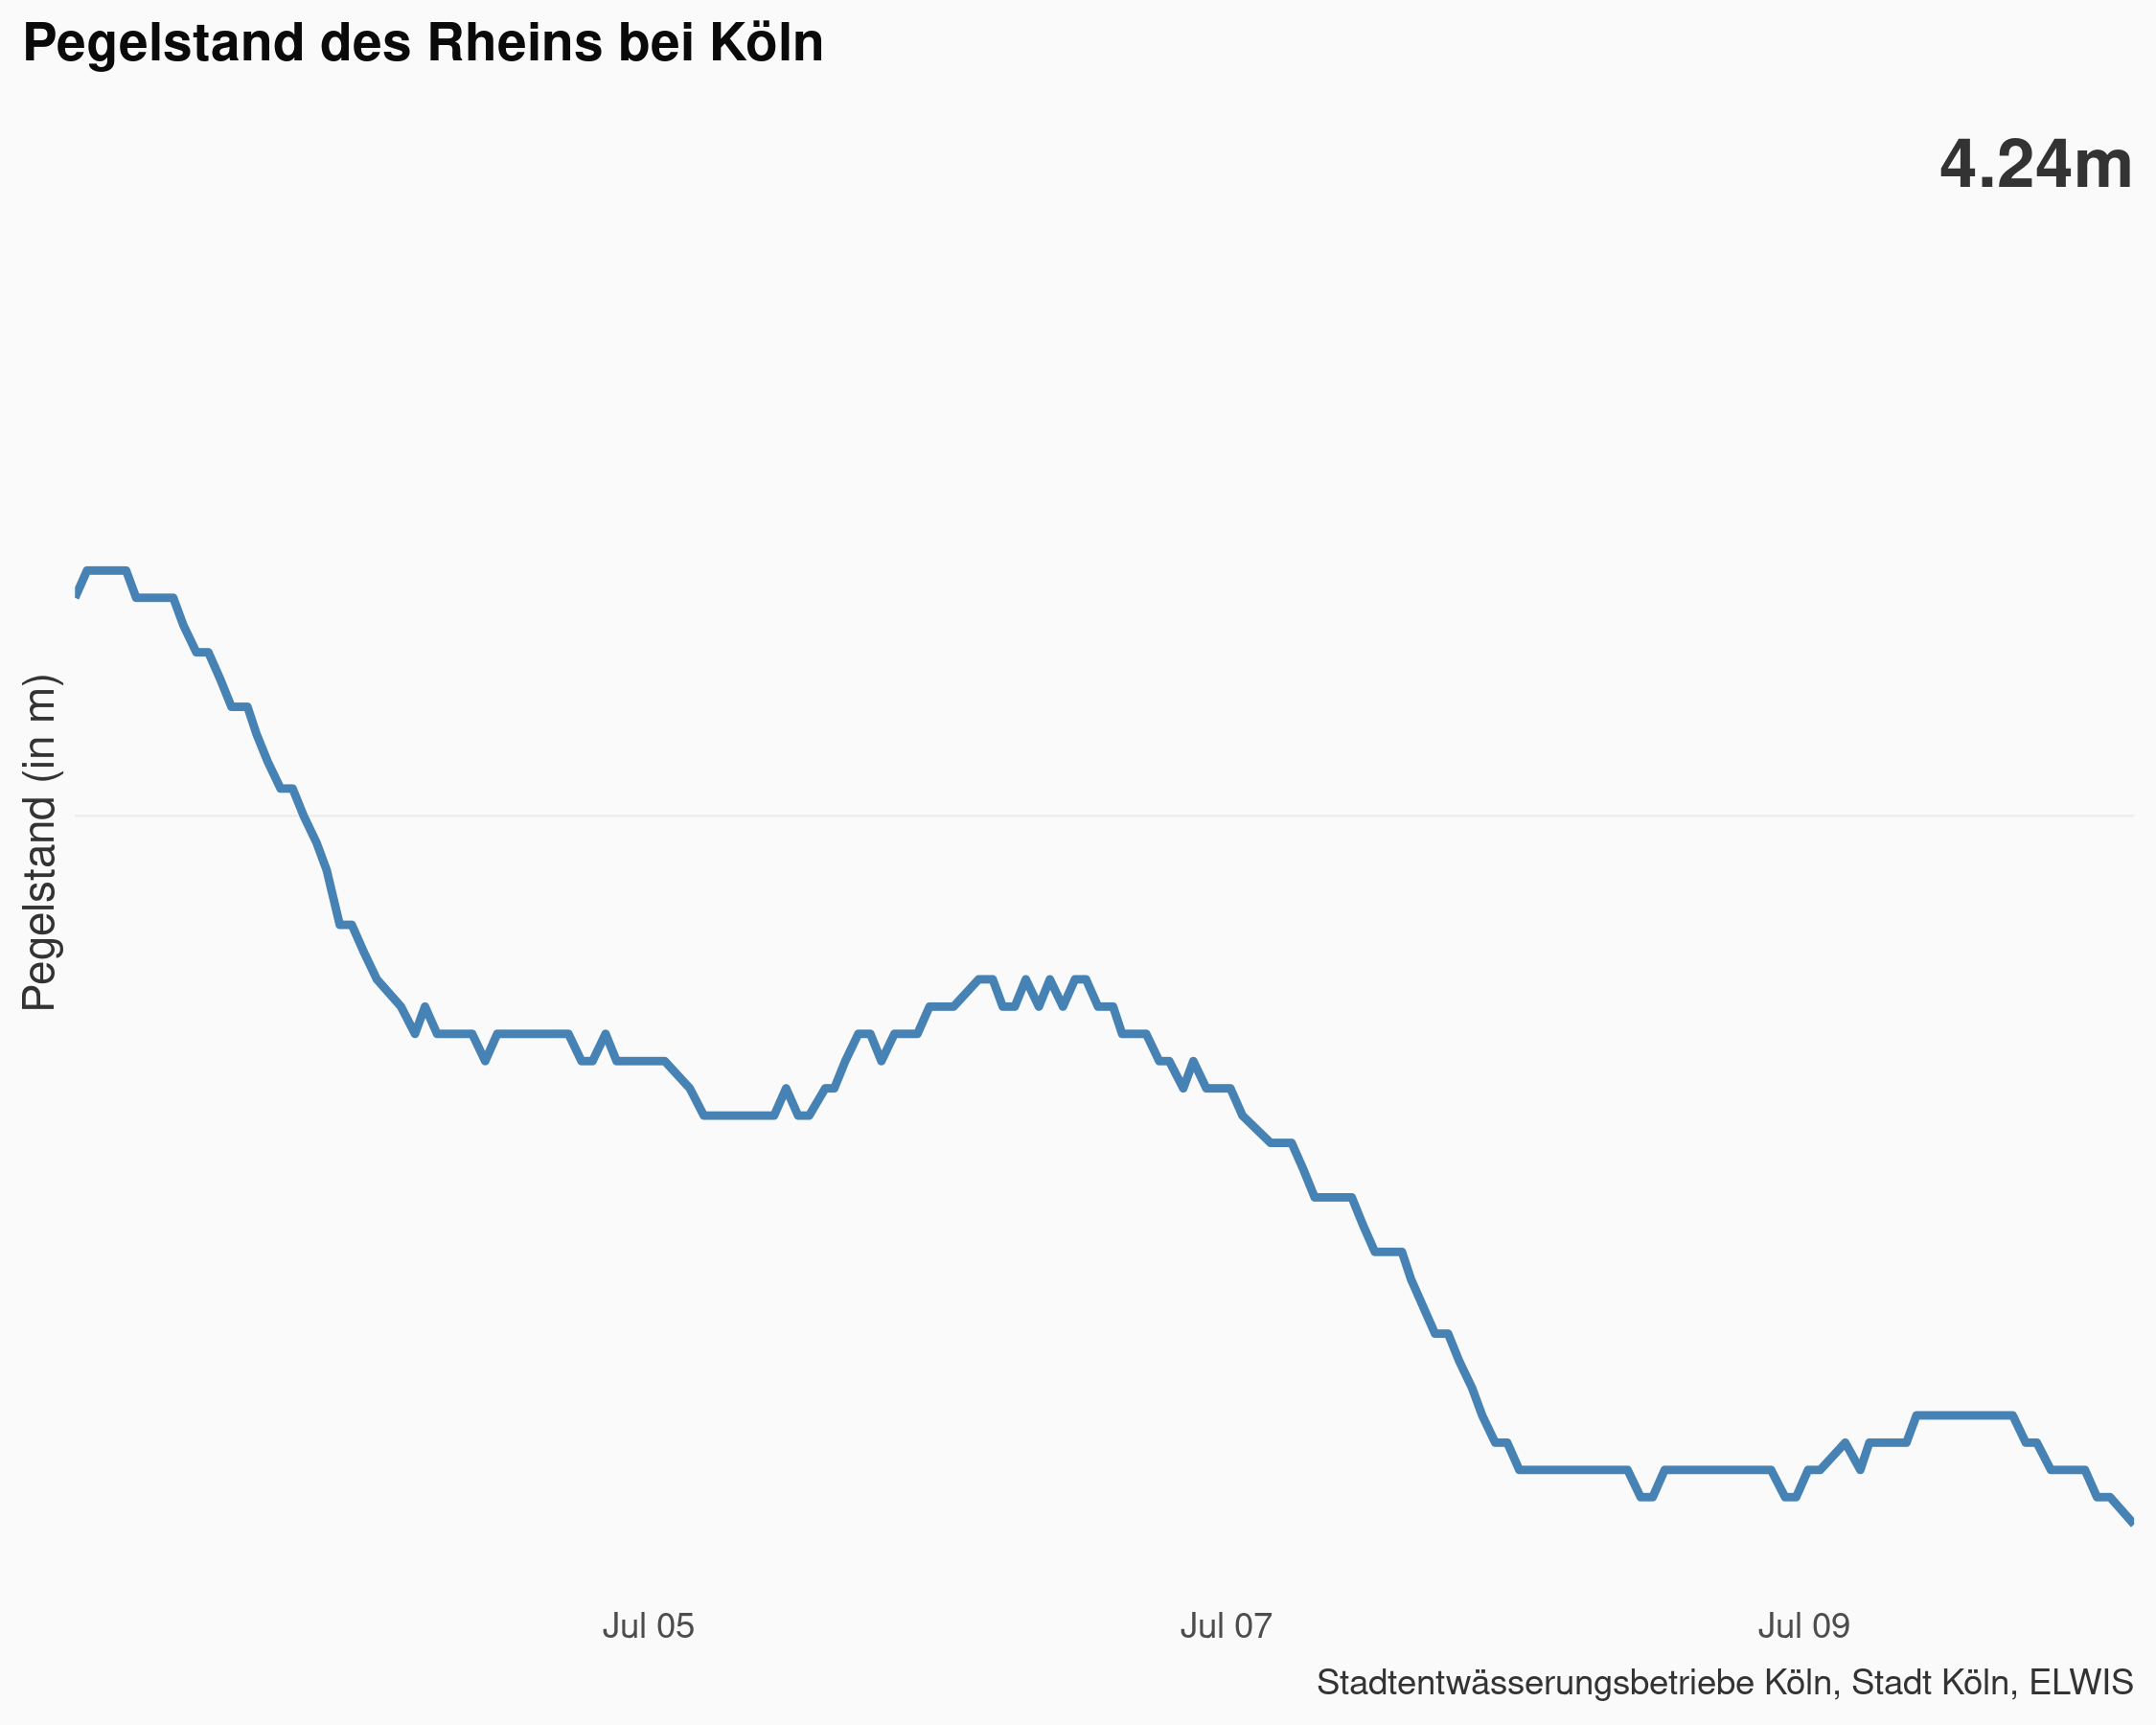 Pegelstand des Rheins bei Köln
4.24m
Pegelstand (in m)
Jul 05
Jul 07
Jul 09
Stadtentwässerungsbetriebe Köln, Stadt Köln, ELWIS